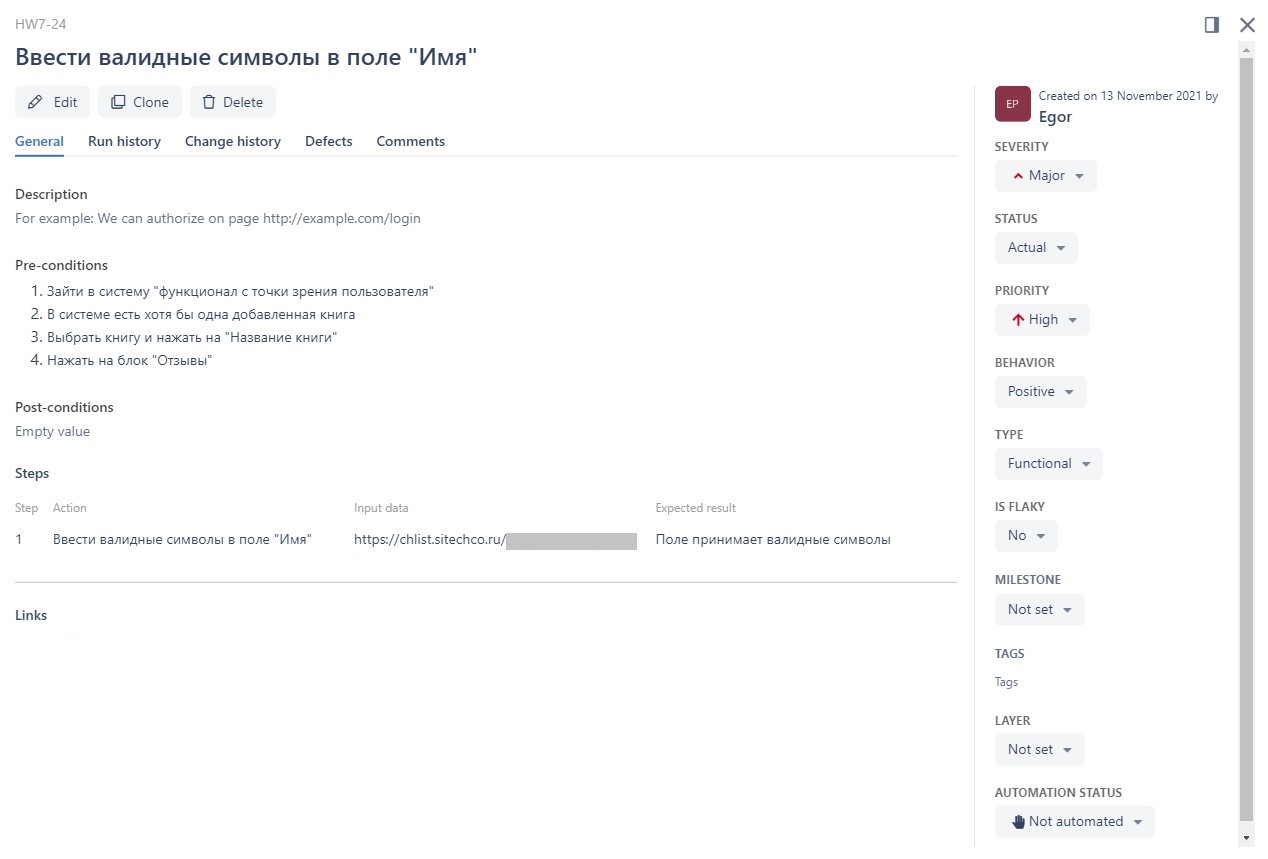 HW7-24
Ввести валидные символы в поле "Имя"
Edit Clone Delete
General Run history Change history Defects Comments
Description
For example: We can authorize on page http://example.com/login
Pre-conditions
1. Зайти в систему "функционал с точки зрения пользователя"
2. В системе есть хотя бы одна добавленная книга
3. Выбрать книгу и нажать на "Название книги"
4. Нажать на блок "Отзывы"
Post-conditions
Empty value
Steps
Step Action Input data Expected result
1 Ввести валидные символы в поле "Имя" https://chlist.sitechco.ru/ Поле принимает валидные символы
Links
EP
Created on 13 November 2021 by
Egor
SEVERITY
Major
STATUS
Actual
PRIORITY
High
BEHAVIOR
Positive
TYPE
Functional
IS FLAKY
No
MILESTONE
Not set
TAGS
Tags
LAYER
Not set
AUTOMATION STATUS
Not automated